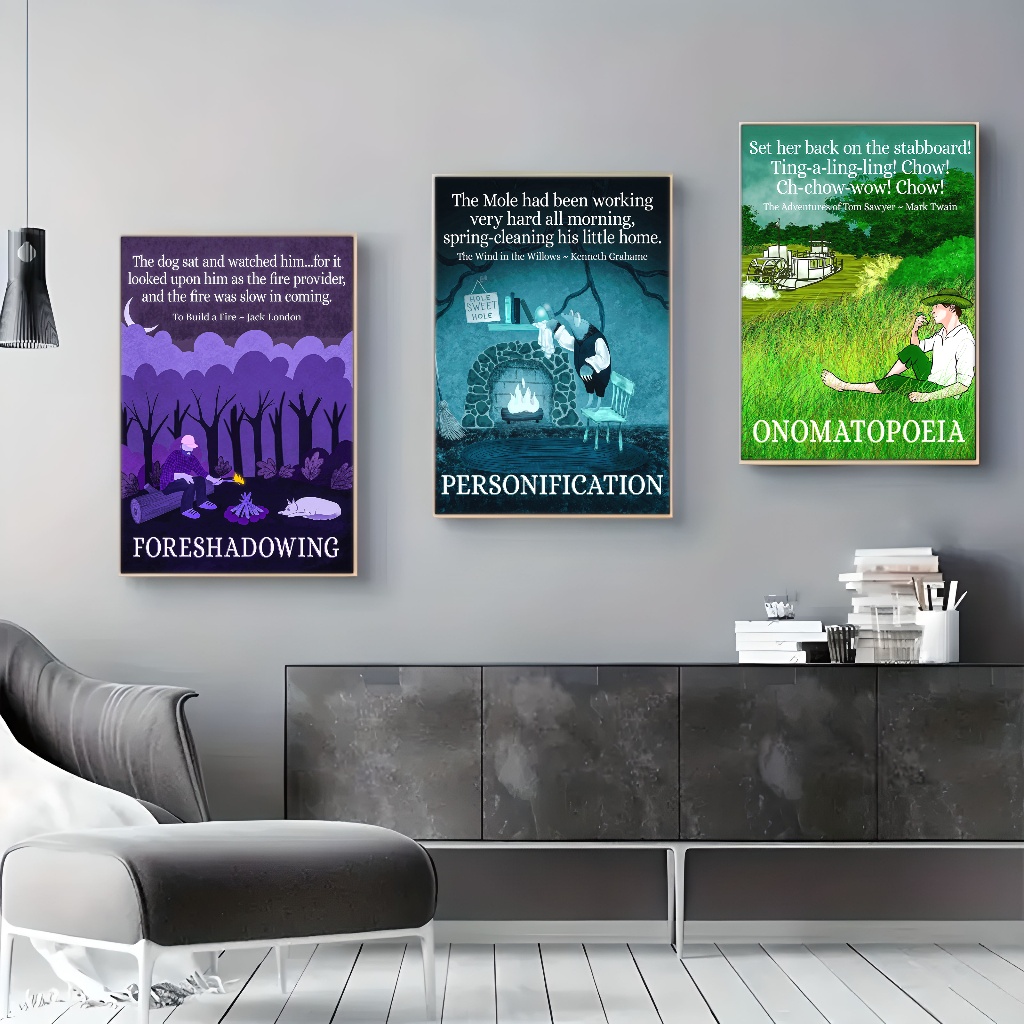 The dog sat and watched him...for it
looked upon him as the fire provider,
and the fire was slow in coming.
To Build a Fire ~ Jack London
FORESHADOWING
The Mole had been working
very hard all morning,
spring-cleaning his little home.
The Wind in the Willows ~ Kenneth Grahame
HOLE
SWEET
HOLE
PERSONIFICATION
Set her back on the stabboard!
Ting-a-ling-ling! Chow!
Ch-chow-wow! Chow!
The Adventures of Tom Sawyer ~ Mark Twain
ONOMATOPOEIA